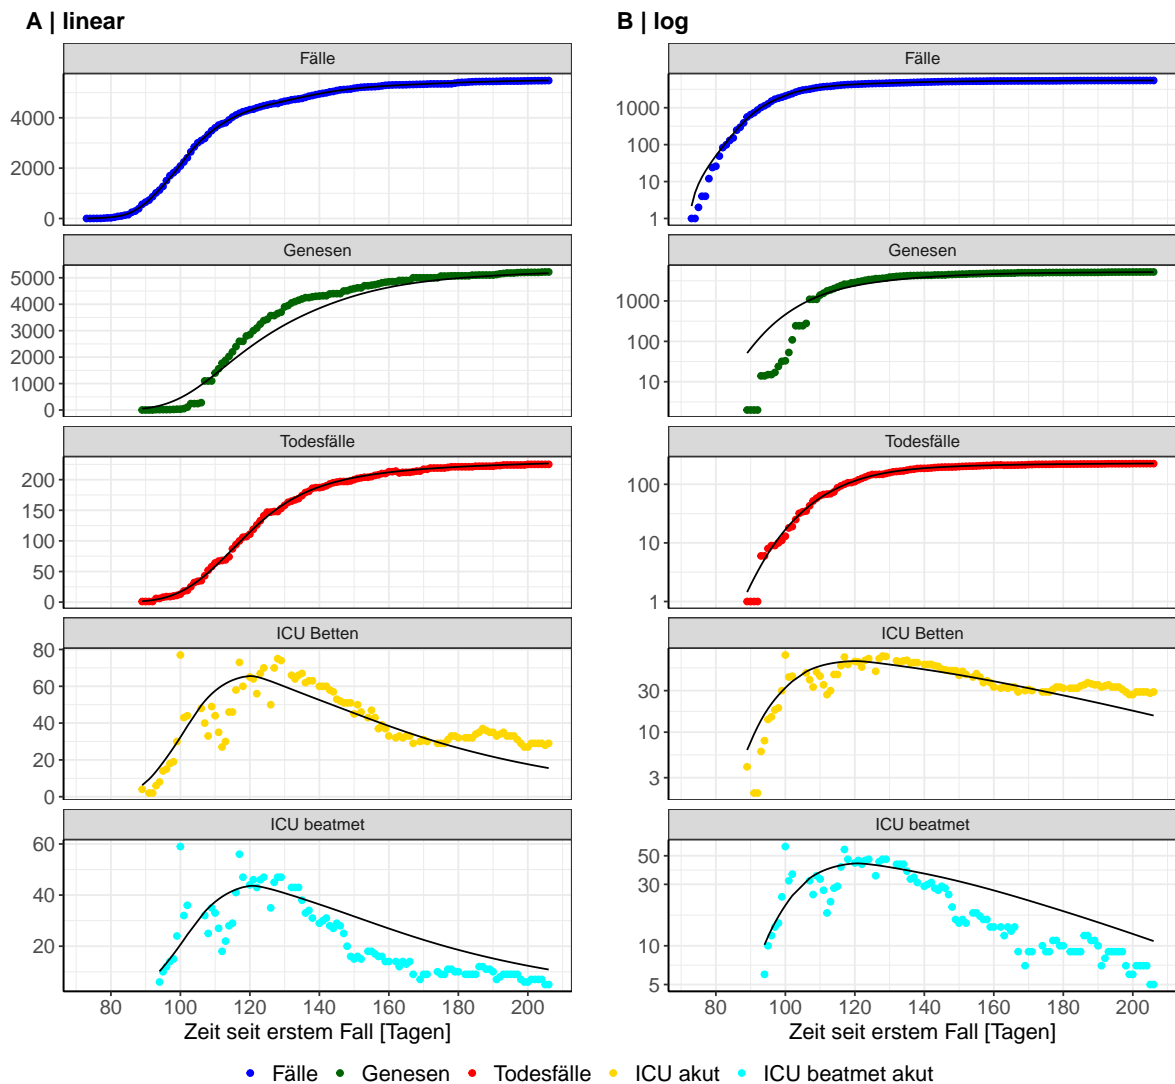 A | linear
Fälle
4000
2000
0
Genesen
5000
4000
3000
2000
1000
0
Todesfälle
200
150
100
50
0
ICU Betten
80
60
40
20
0
ICU beatmet
60
40
20
80 100 120 140 160 180 200
Zeit seit erstem Fall [Tagen]
B | log
Fälle
1000
100
10
1
Genesen
1000
100
10
Todesfälle
100
10
1
ICU Betten
30
10
3
ICU beatmet
50
30
10
5
80 100 120 140 160 180 200
Zeit seit erstem Fall [Tagen]
Fälle Genesen Todesfälle ICU akut ICU beatmet akut